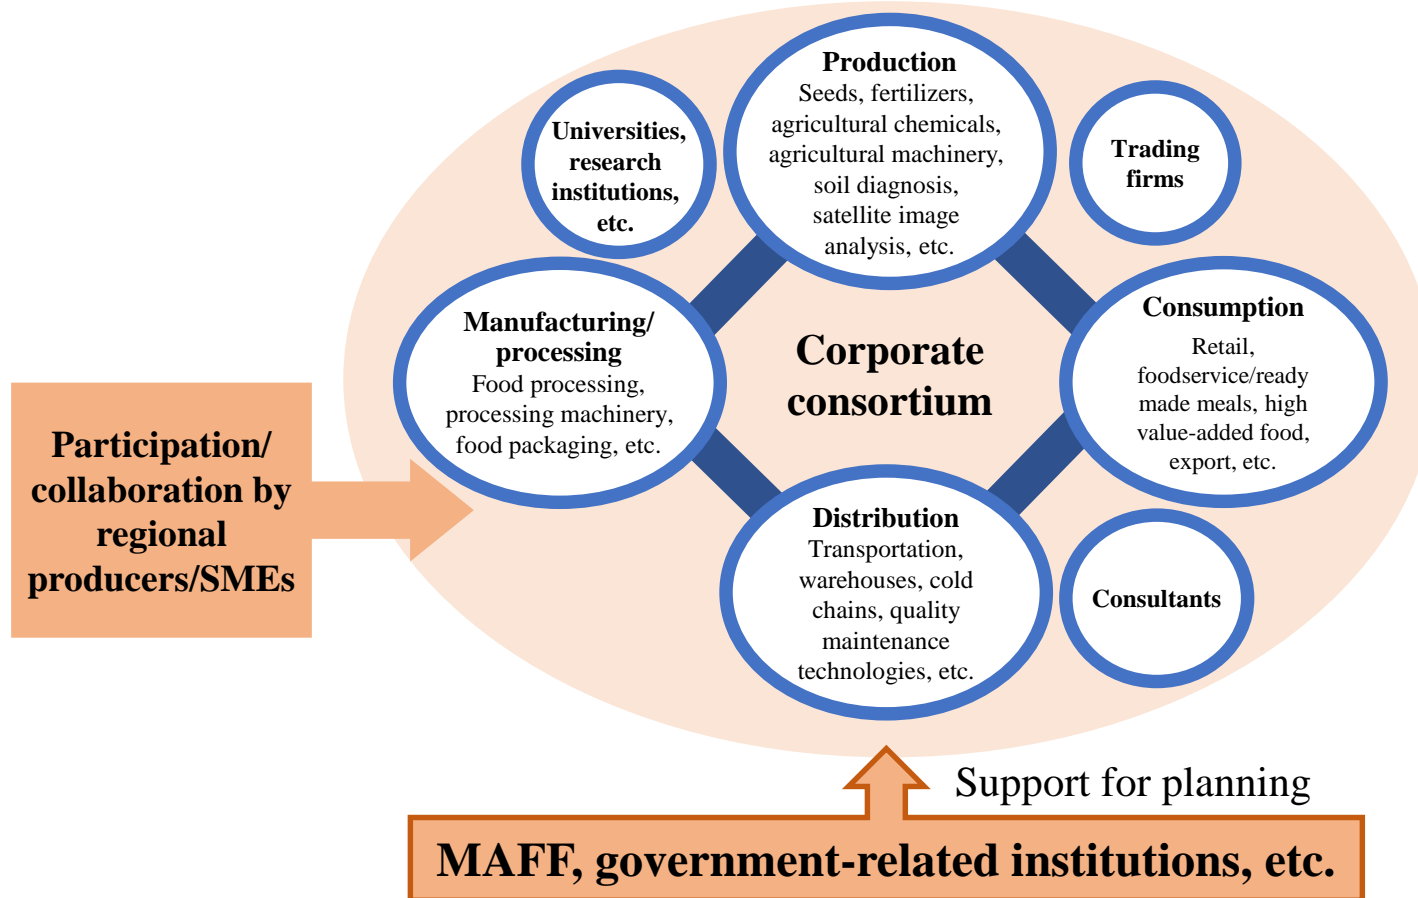 Production
Seeds, fertilizers,
agricultural chemicals,
agricultural machinery,
soil diagnosis,
satellite image
analysis, etc.
Universities,
research
institutions,
etc.
Trading
firms
Manufacturing/
processing
Food processing,
processing machinery,
food packaging, etc.
Corporate
consortium
Consumption
Retail,
foodservice/ready
made meals, high
value-added food,
export, etc.
Participation/
collaboration by
regional
producers/SMEs
Distribution
Transportation,
warehouses, cold
chains, quality
maintenance
technologies, etc.
Consultants
Support for planning
MAFF, government-related institutions, etc.